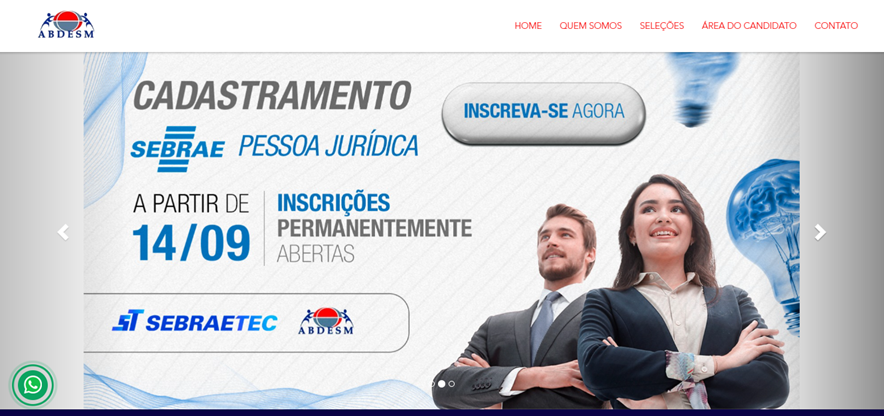 ABDESM
HOME QUEM SOMOS SELEÇÕES ÁREA DO CANDIDATO CONTATO
CADASTRAMENTO
SEBRAE PESSOA JURÍDICA
INSCREVA-SE AGORA
A PARTIR DE
14/09
INSCRIÇÕES
PERMANENTEMENTE
ABERTAS
SEBRAETEC ABDESM